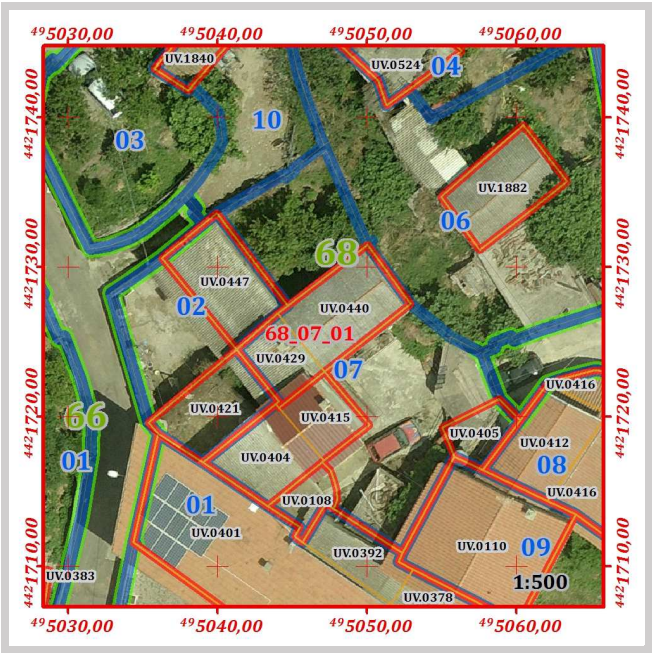 ⁴95030,00 ⁴95040,00 ⁴95050,00 ⁴95060,00
UV.1840
UV.0524
04
⁴⁴²1740,00
⁴⁴²1740,00
03
10
UV.1882
06
⁴⁴²1730,00
⁴⁴²1730,00
68
UV.0447
02
UV.0440
68_07_01
UV.0429
07
UV.0416
⁴⁴²1720,00
⁴⁴²1720,00
66
UV.0421
UV.0415
UV.0405
UV.0412
01
UV.0404
08
UV.0416
01
UV.0108
UV.0401
UV.0392
UV.0110
09
⁴⁴²1710,00
⁴⁴²1710,00
UV.0383
1:500
UV.0378
⁴95030,00 ⁴95040,00 ⁴95050,00 ⁴95060,00